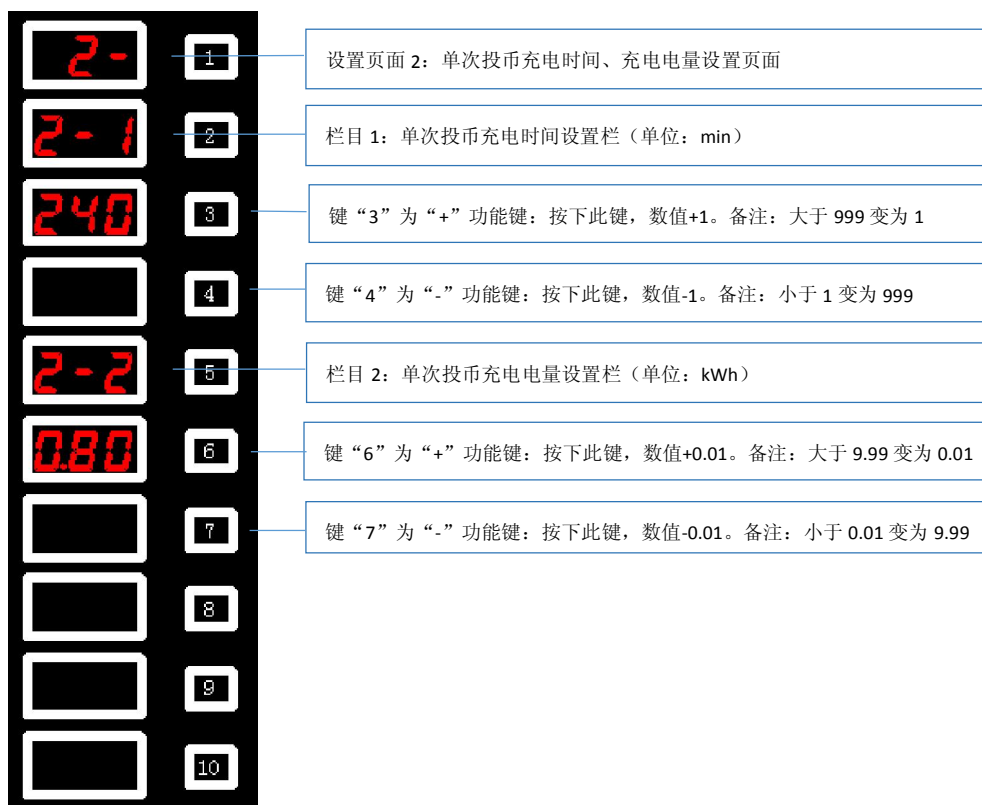 2-
1
设置页面 2：单次投币充电时间、充电电量设置页面
2-1
2
栏目 1：单次投币充电时间设置栏（单位：min）
240
3
键“3”为“+”功能键：按下此键，数值+1。备注：大于 999 变为 1
4
键“4”为“-”功能键：按下此键，数值-1。备注：小于 1 变为 999
2-2
5
栏目 2：单次投币充电电量设置栏（单位：kWh）
0.80
6
键“6”为“+”功能键：按下此键，数值+0.01。备注：大于 9.99 变为 0.01
7
键“7”为“-”功能键：按下此键，数值-0.01。备注：小于 0.01 变为 9.99
8
9
10